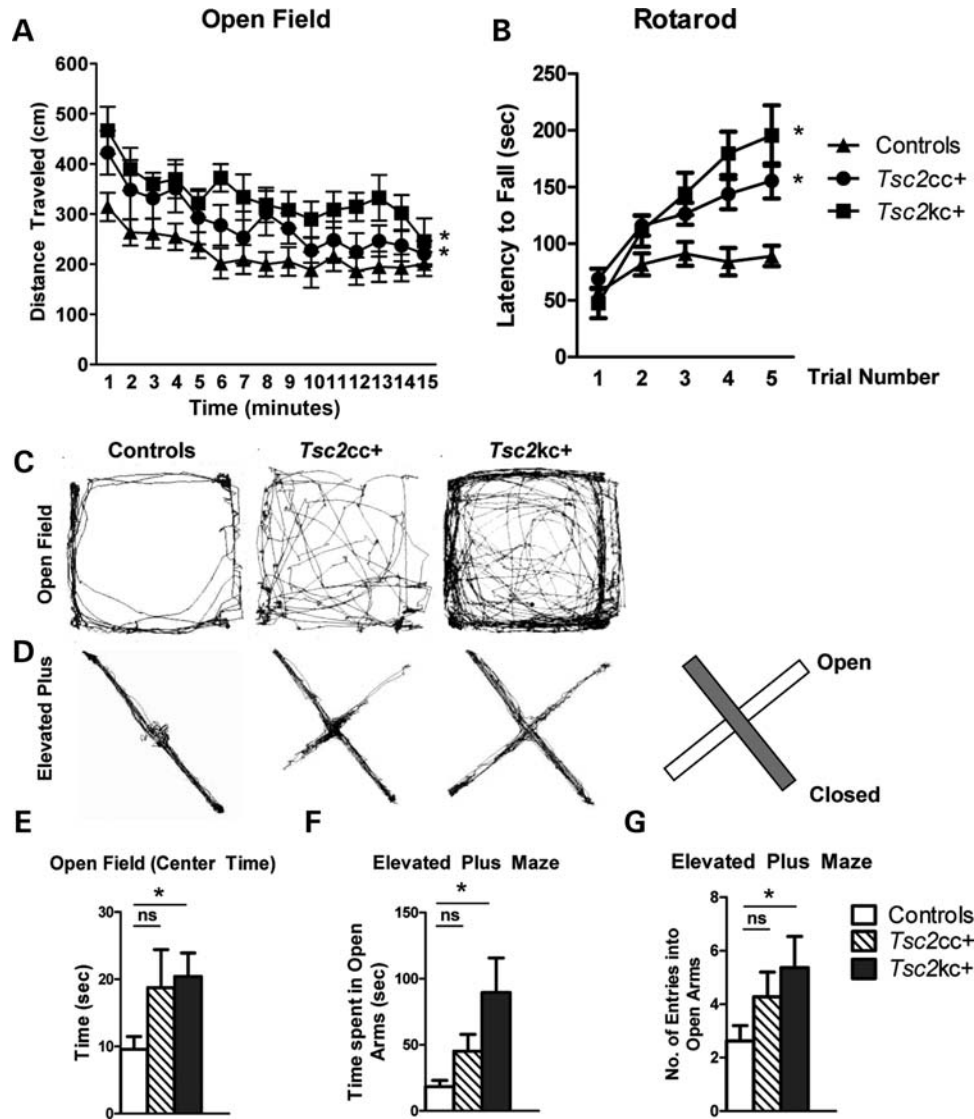 A
Open Field
Distance Traveled (cm)
600
500
400
300
200
100
0
*
*
1 2 3 4 5 6 7 8 9 10 11 12 13 14 15
Time (minutes)
B
Rotarod
Latency to Fall (sec)
250
200
150
100
50
0
*
*
1 2 3 4 5 Trial Number
Controls
Tsc2cc+
Tsc2kc+
C
Controls
Tsc2cc+
Tsc2kc+
Open Field
D
Elevated Plus
Open
Closed
E
Open Field (Center Time)
Time (sec)
30
20
10
0
*
ns
F
Elevated Plus Maze
Time spent in Open
Arms (sec)
150
100
50
0
*
ns
G
Elevated Plus Maze
No. of Entries into
Open Arms
8
6
4
2
0
*
ns
Controls
Tsc2cc+
Tsc2kc+